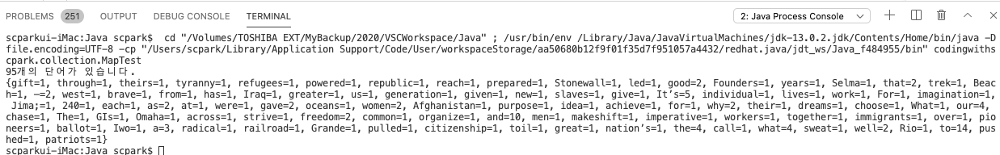 PROBLEMS 251 OUTPUT DEBUG CONSOLE TERMINAL 2: Java Process Console
scparkui-iMac:Java scpark$  cd "/Volumes/TOSHIBA EXT/MyBackup/2020/VSCWorkspace/Java" ; /usr/bin/env /Library/Java/JavaVirtualMachines/jdk-13.0.2.jdk/Contents/Home/bin/java -D
file.encoding=UTF-8 -cp "/Users/scpark/Library/Application Support/Code/User/workspaceStorage/aa50680b12f9f01f35d7f951057a4432/redhat.java/jdt_ws/Java_f484955/bin" codingwiths
cpark.collection.MapTest
95개의 단어가 있습니다.
{gift=1, through=1, theirs=1, tyranny=1, refugees=1, powered=1, republic=1, reach=1, prepared=1, Stonewall=1, led=1, good=2, Founders=1, years=1, Selma=1, that=2, trek=1, Beac
h=1, —=2, west=1, brave=1, from=1, has=1, Iraq=1, greater=1, us=1, generation=1, given=1, new=1, slaves=1, give=1, It’s=5, individual=1, lives=1, work=1, For=1, imagination=1,
 Jima;=1, 240=1, each=1, as=2, at=1, were=1, gave=2, oceans=1, women=2, Afghanistan=1, purpose=1, idea=1, achieve=1, for=1, why=2, their=1, dreams=1, choose=1, What=1, our=4,
chase=1, The=1, GIs=1, Omaha=1, across=1, strive=1, freedom=2, common=1, organize=1, and=10, men=1, makeshift=1, imperative=1, workers=1, together=1, immigrants=1, over=1, pio
neers=1, ballot=1, Iwo=1, a=3, radical=1, railroad=1, Grande=1, pulled=1, citizenship=1, toil=1, great=1, nation’s=1, the=4, call=1, what=4, sweat=1, well=2, Rio=1, to=14, pus
hed=1, patriots=1}
scparkui-iMac:Java scpark$